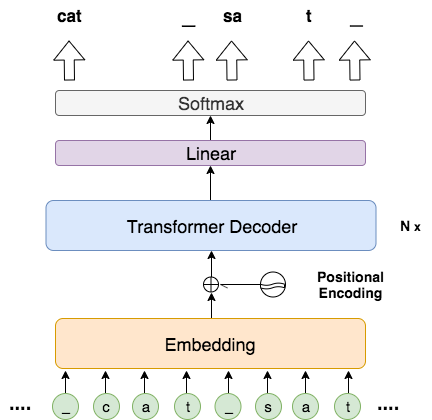 cat _ sa t _
Softmax
Linear
Transformer Decoder
N x
Positional
Encoding
Embedding
.... _ c a t _ s a t ....